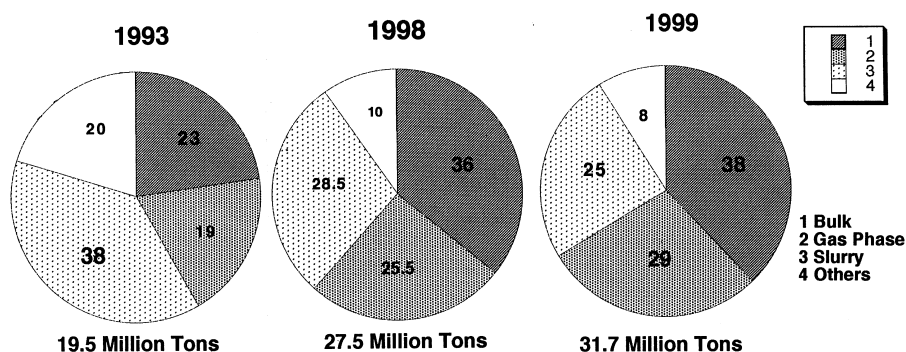 1993
20
23
19
38
19.5 Million Tons
1998
10
36
28.5
25.5
27.5 Million Tons
1999
8
38
25
29
31.7 Million Tons
1
2
3
4
1 Bulk
2 Gas Phase
3 Slurry
4 Others